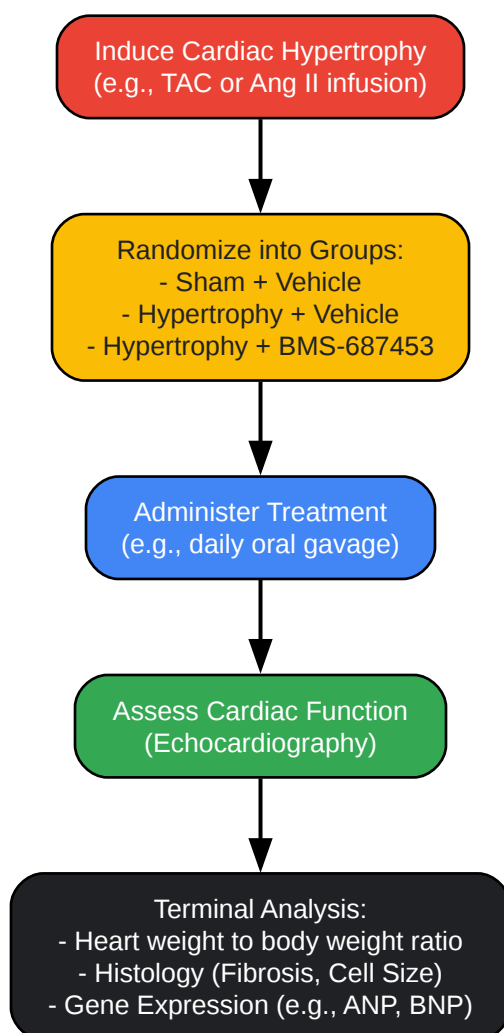 Induce Cardiac Hypertrophy
(e.g., TAC or Ang II infusion)
Randomize into Groups:
- Sham + Vehicle
- Hypertrophy + Vehicle
- Hypertrophy + BMS-687453
Administer Treatment
(e.g., daily oral gavage)
Assess Cardiac Function
(Echocardiography)
Terminal Analysis:
- Heart weight to body weight ratio
- Histology (Fibrosis, Cell Size)
- Gene Expression (e.g., ANP, BNP)